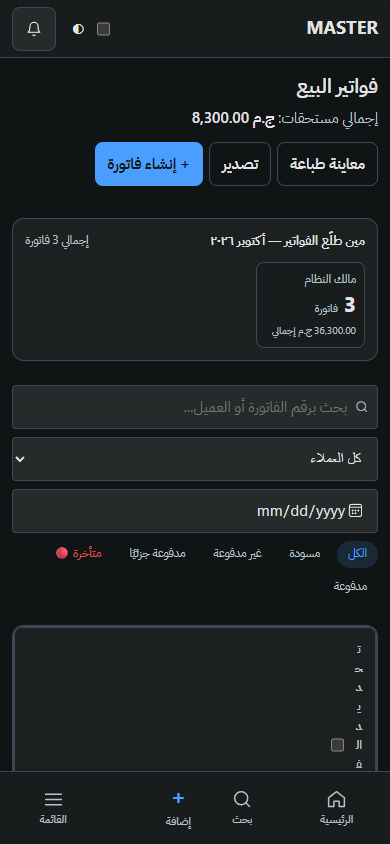 MASTER
فواتير البيع
إجمالي مستحقات: ج.م 8,300.00
معاينة طباعة
تصدير
+ إنشاء فاتورة
مين طلّع الفواتير — أكتوبر ٢٠٢٦
إجمالي 3 فاتورة
مالك النظام
3 فاتورة
36,300.00 ج.م إجمالي
بحث برقم الفاتورة أو العميل...
كل العملاء
mm/dd/yyyy
الكل
مسودة
غير مدفوعة
مدفوعة جزئيًا
متأخرة
مدفوعة
ت
ح
د
ي
د
ال
ف
الرئيسية
بحث
+ إضافة
القائمة